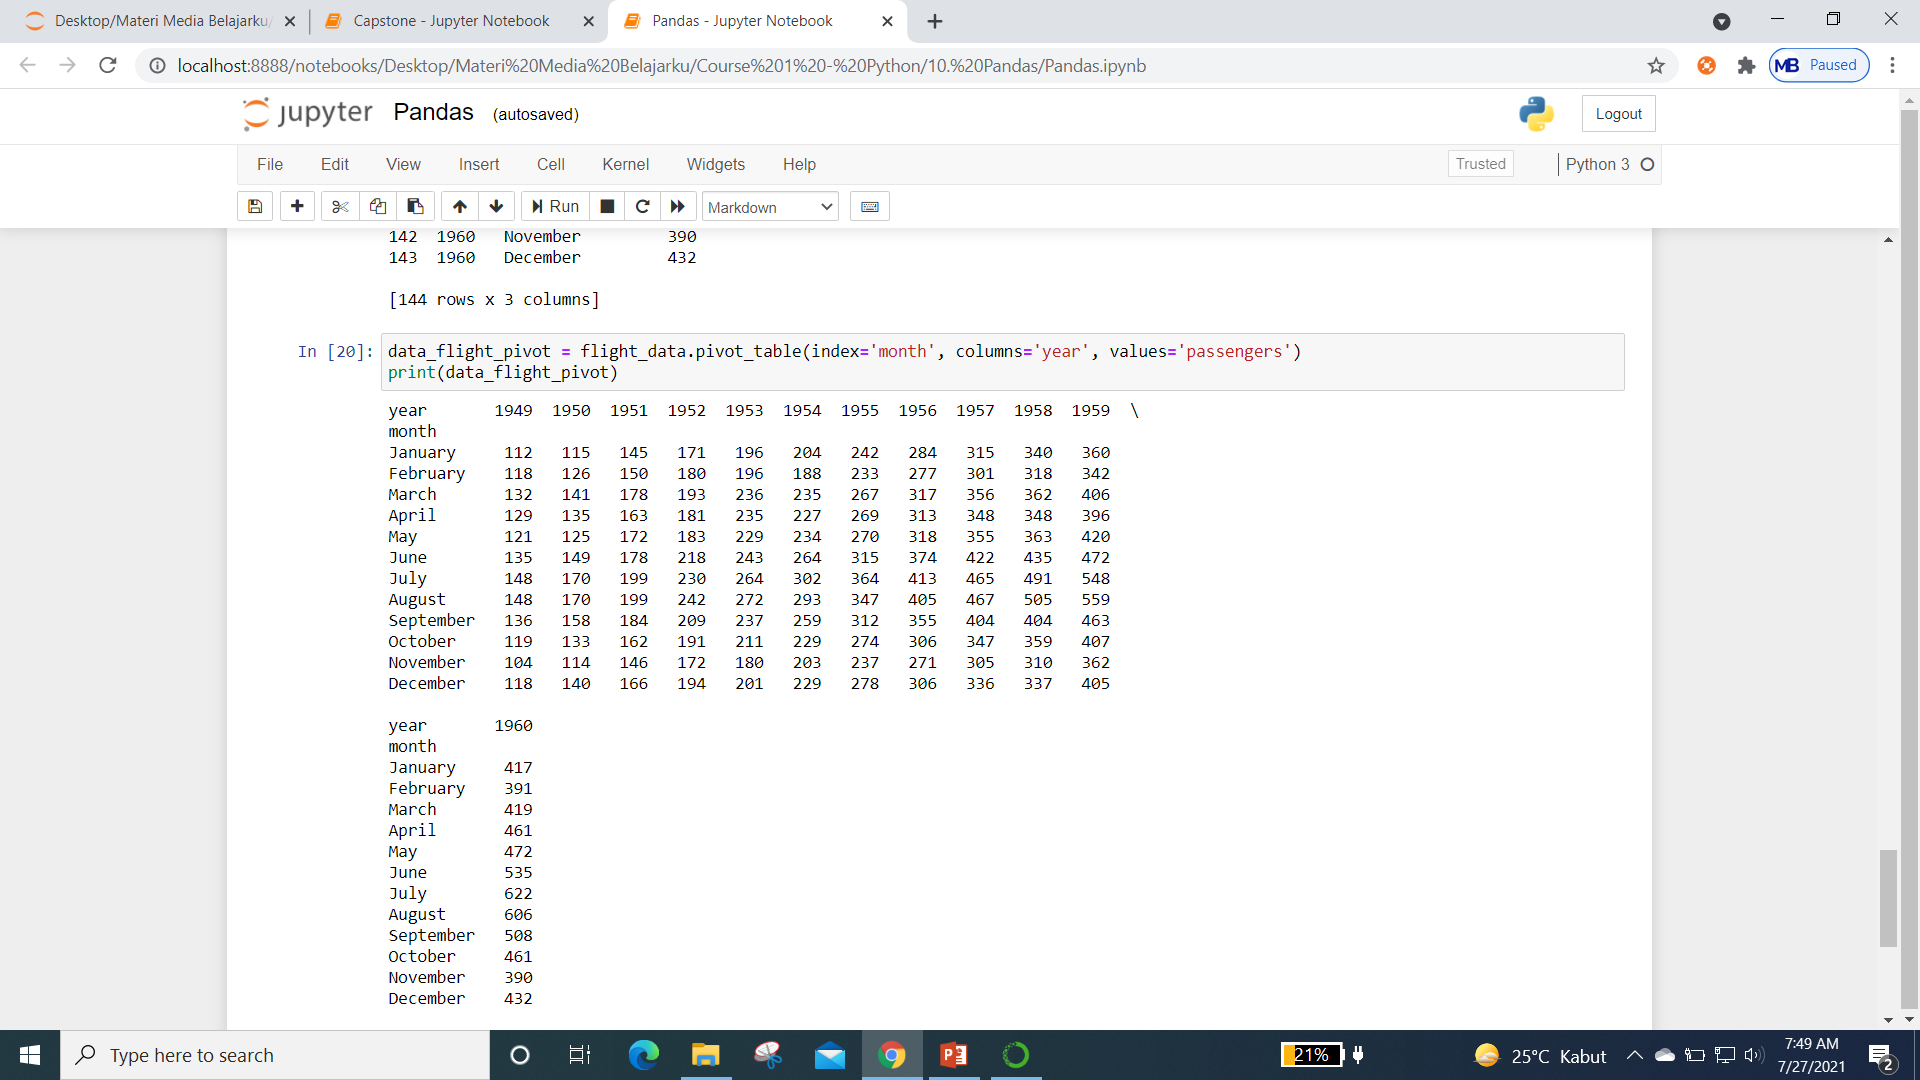 Desktop/Materi Media Belajarku/
Capstone - Jupyter Notebook
Pandas - Jupyter Notebook
localhost:8888/notebooks/Desktop/Materi%20Media%20Belajarku/Course%201%20-%20Python/10.%20Pandas/Pandas.ipynb
MB Paused
jupyter Pandas (autosaved)
Logout
File Edit View Insert Cell Kernel Widgets Help
Trusted
Python 3
Run
Markdown
142  1960   November         390
143  1960   December         432
[144 rows x 3 columns]
In [20]: data_flight_pivot = flight_data.pivot_table(index='month', columns='year', values='passengers')
print(data_flight_pivot)
year       1949  1950  1951  1952  1953  1954  1955  1956  1957  1958  1959  \
month
January     112   115   145   171   196   204   242   284   315   340   360
February    118   126   150   180   196   188   233   277   301   318   342
March       132   141   178   193   236   235   267   317   356   362   406
April       129   135   163   181   235   227   269   313   348   348   396
May         121   125   172   183   229   234   270   318   355   363   420
June        135   149   178   218   243   264   315   374   422   435   472
July        148   170   199   230   264   302   364   413   465   491   548
August      148   170   199   242   272   293   347   405   467   505   559
September   136   158   184   209   237   259   312   355   404   404   463
October     119   133   162   191   211   229   274   306   347   359   407
November    104   114   146   172   180   203   237   271   305   310   362
December    118   140   166   194   201   229   278   306   336   337   405
year       1960
month
January     417
February    391
March       419
April       461
May         472
June        535
July        622
August      606
September   508
October     461
November    390
December    432
Type here to search
21%
25°C Kabut
7:49 AM
7/27/2021
2